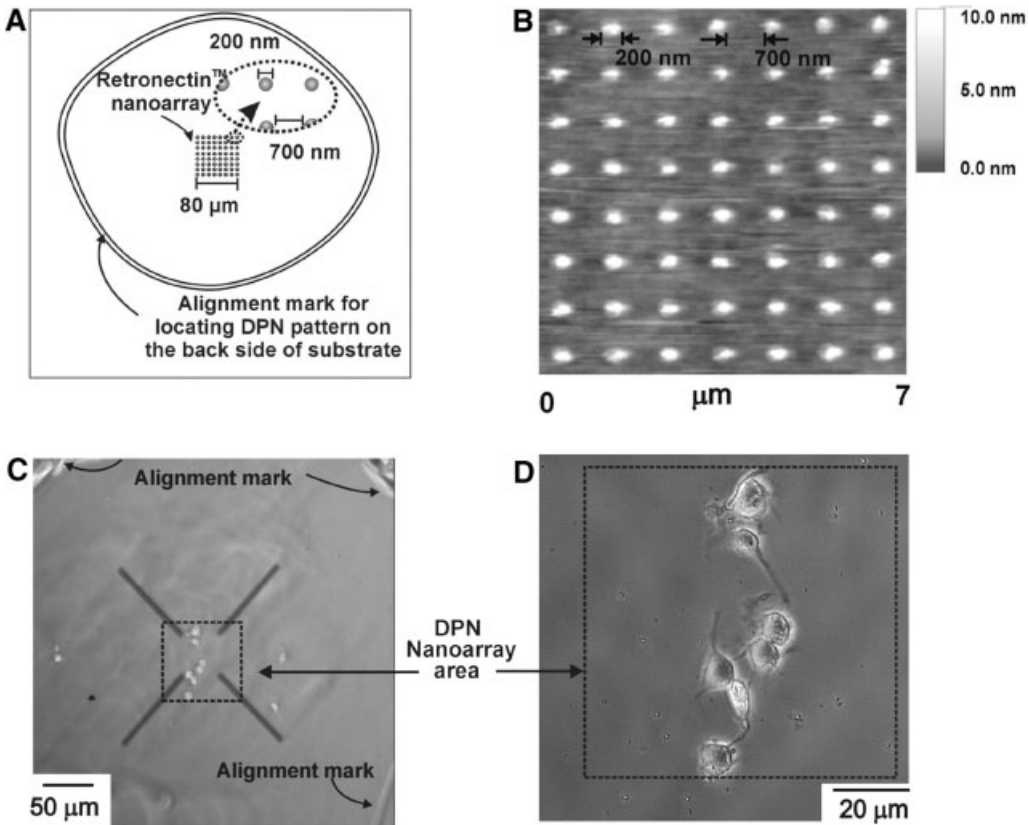 A
200 nm
Retronectin™
nanoarray
700 nm
80 µm
Alignment mark for
locating DPN pattern on
the back side of substrate
B
200 nm
700 nm
10.0 nm
5.0 nm
0.0 nm
0
µm
7
C
Alignment mark
Alignment mark
50 µm
DPN
Nanoarray
area
D
20 µm